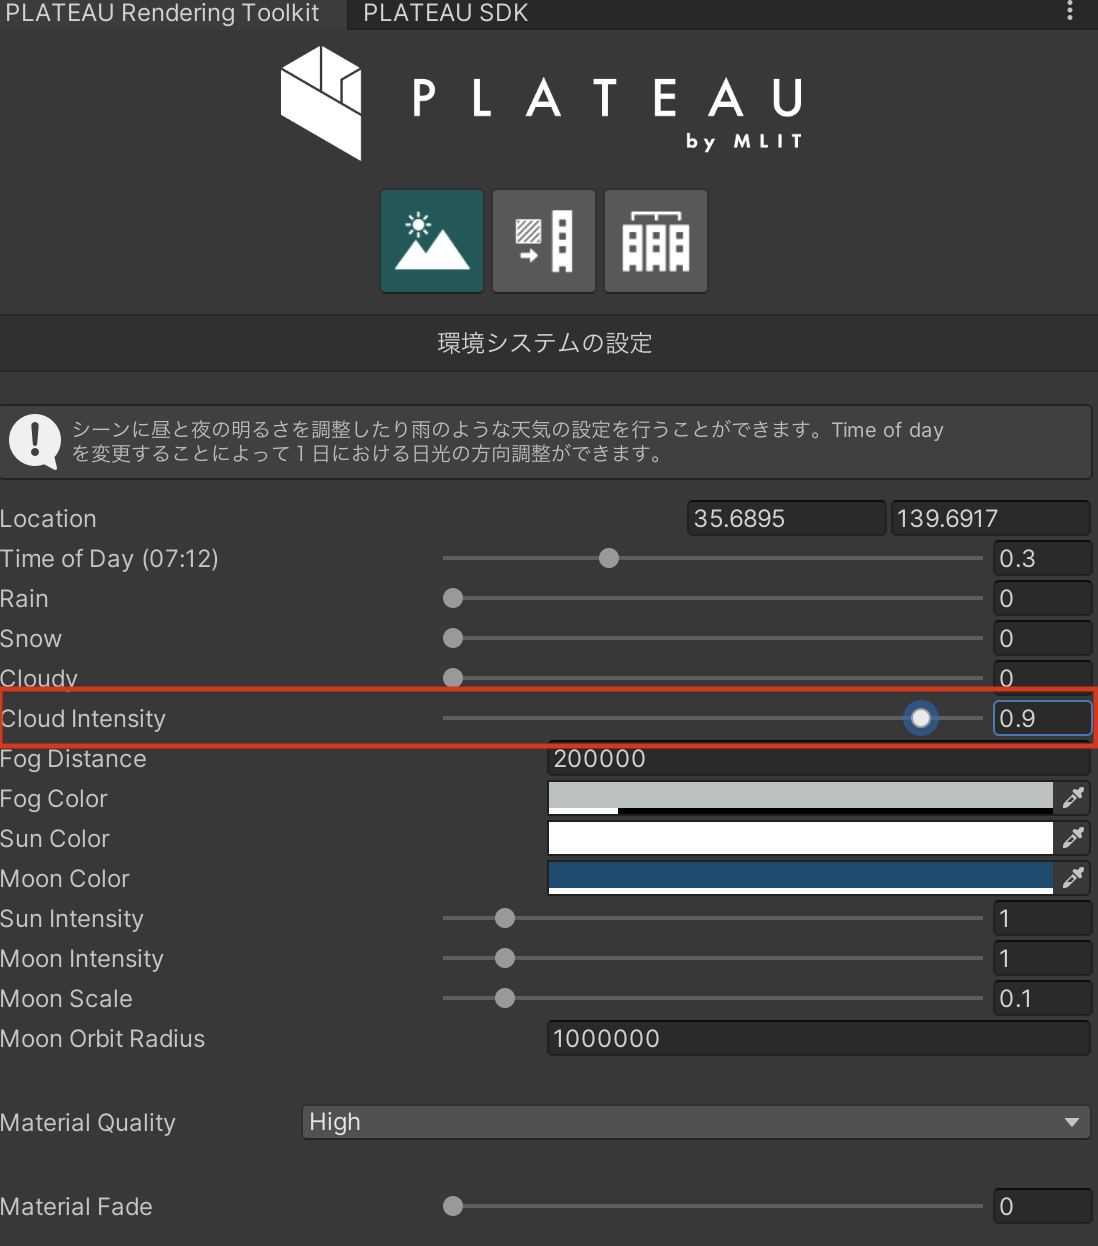 PLATEAU Rendering Toolkit PLATEAU SDK
PLATEAU
by MLIT
環境システムの設定
シーンに昼と夜の明るさを調整したり雨のような天気の設定を行うことができます。Time of day
を変更することによって1日における日光の方向調整ができます。
Location 35.6895 139.6917
Time of Day (07:12) 0.3
Rain 0
Snow 0
Cloudy 0
Cloud Intensity 0.9
Fog Distance 200000
Fog Color
Sun Color
Moon Color
Sun Intensity 1
Moon Intensity 1
Moon Scale 0.1
Moon Orbit Radius 1000000
Material Quality High
Material Fade 0